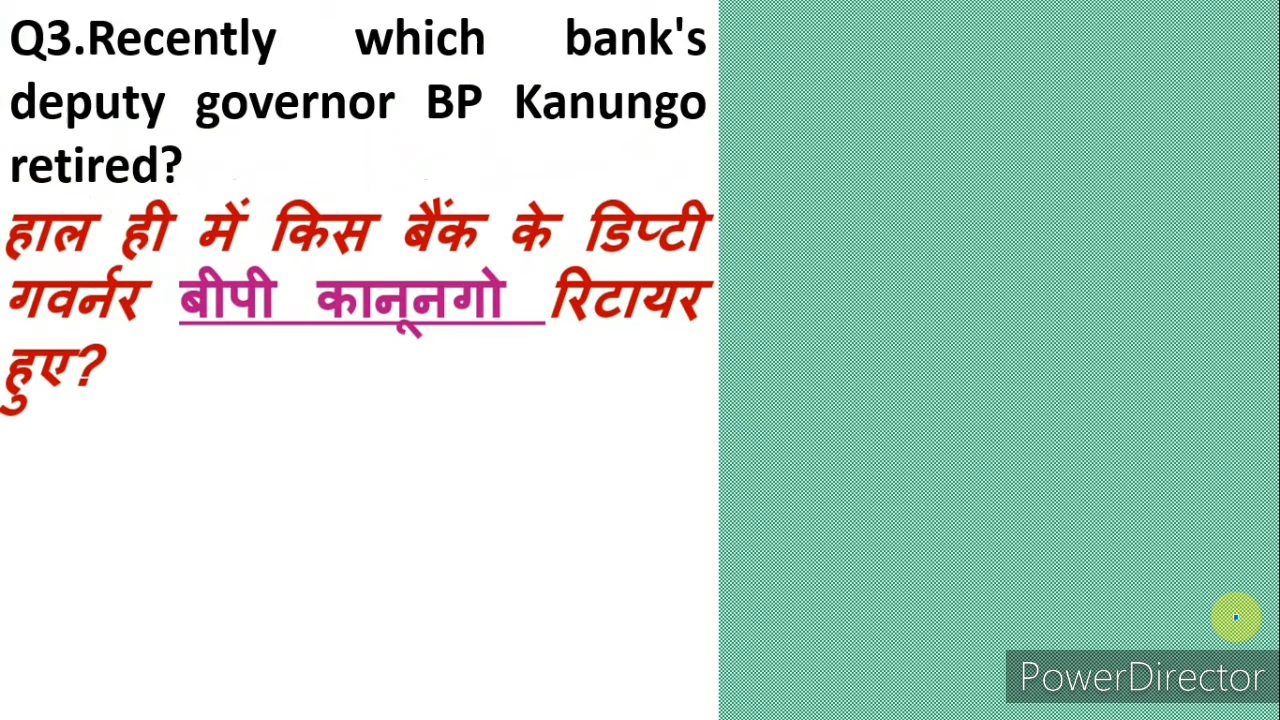 Q3.Recently which bank's
deputy governor BP Kanungo
retired?
हाल ही में किस बैंक के डिप्टी
गवर्नर बीपी कानूनगो रिटायर
हुए?
PowerDirector